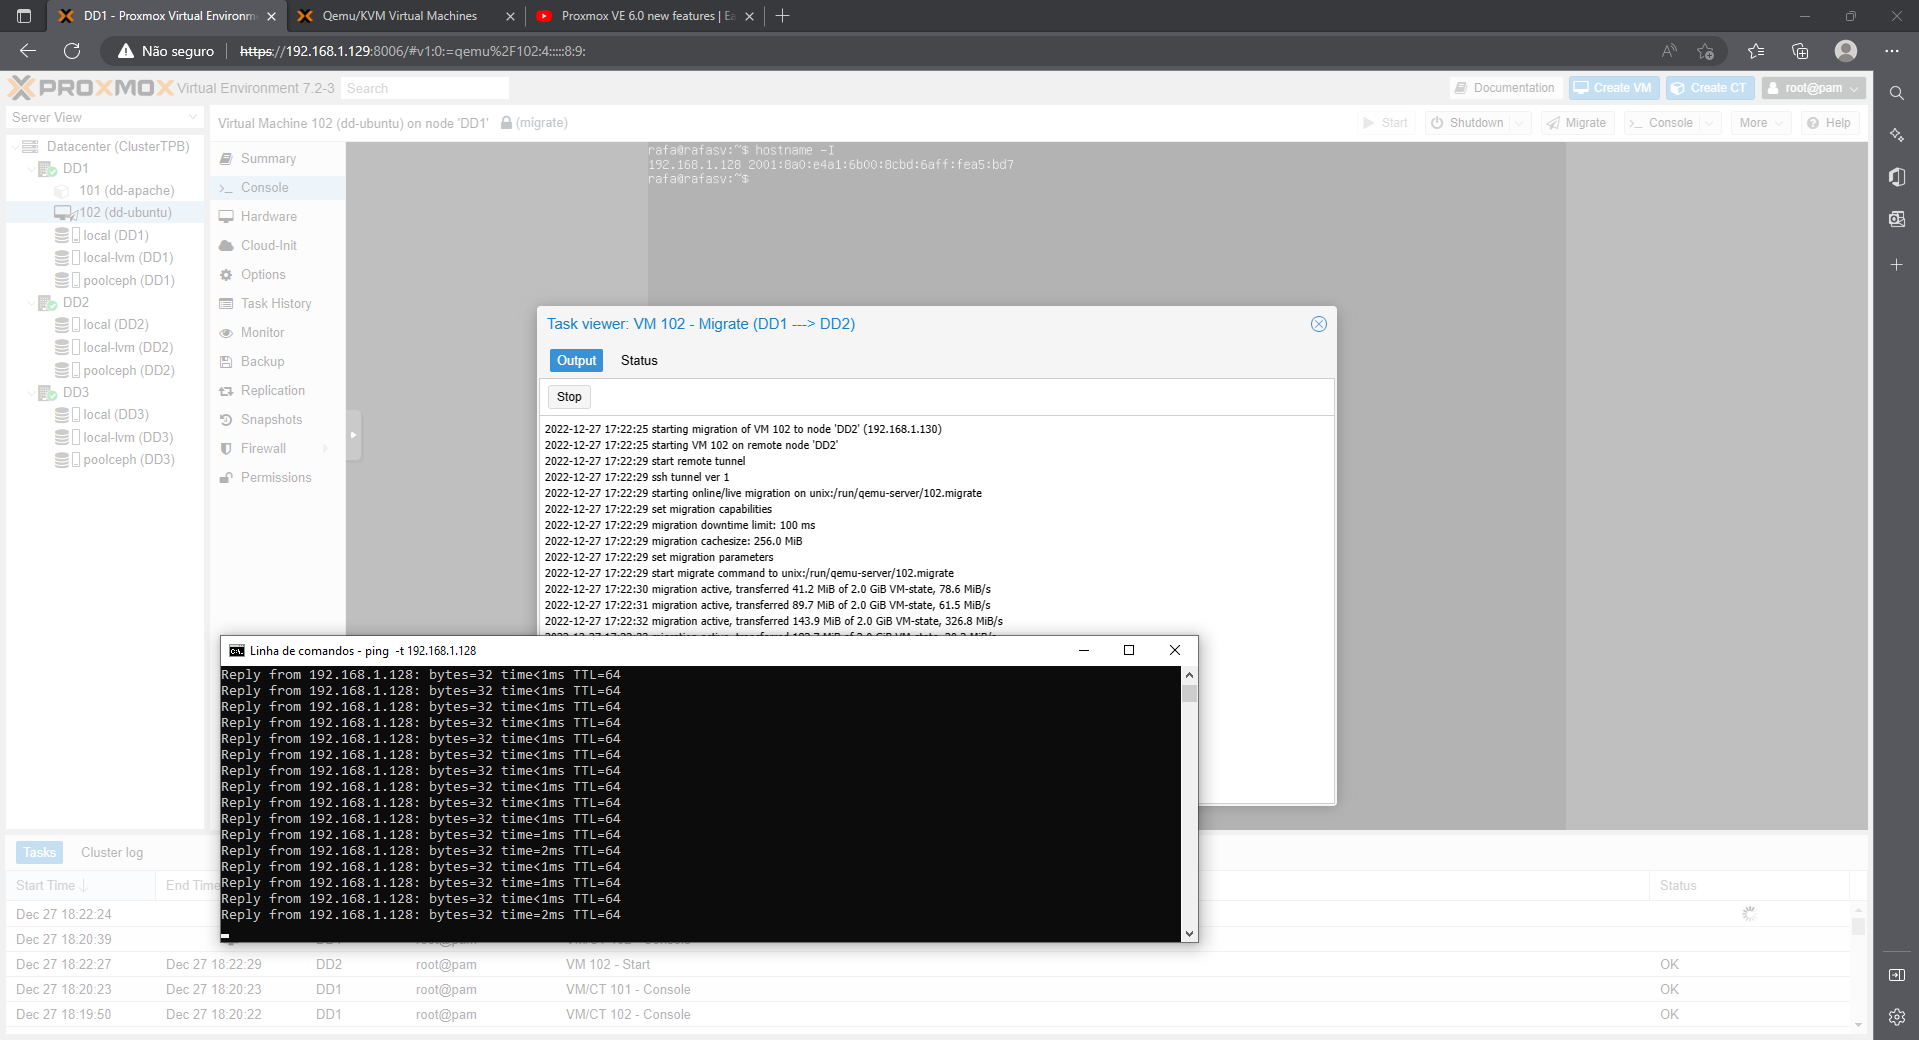 DD1 - Proxmox Virtual Environm
Qemu/KVM Virtual Machines
Proxmox VE 6.0 new features | Ea
Não seguro
https://192.168.1.129:8006/#v1:0:=qemu%2F102:4:::::8:9:
PROXMOX Virtual Environment 7.2-3
Search
Documentation
Create VM
Create CT
root@pam
Server View
Virtual Machine 102 (dd-ubuntu) on node 'DD1'
(migrate)
Start
Shutdown
Migrate
Console
More
Help
Datacenter (ClusterTPB)
DD1
101 (dd-apache)
102 (dd-ubuntu)
local (DD1)
local-lvm (DD1)
poolceph (DD1)
DD2
local (DD2)
local-lvm (DD2)
poolceph (DD2)
DD3
local (DD3)
local-lvm (DD3)
poolceph (DD3)
Summary
Console
Hardware
Cloud-Init
Options
Task History
Monitor
Backup
Replication
Snapshots
Firewall
Permissions
rafa@rafasv:~$ hostname -I
192.168.1.128 2001:8a0:e4a1:6b00:8cbd:6aff:fea5:bd7
rafa@rafasv:~$
Task viewer: VM 102 - Migrate (DD1 ---> DD2)
Output
Status
Stop
2022-12-27 17:22:25 starting migration of VM 102 to node 'DD2' (192.168.1.130)
2022-12-27 17:22:25 starting VM 102 on remote node 'DD2'
2022-12-27 17:22:29 start remote tunnel
2022-12-27 17:22:29 ssh tunnel ver 1
2022-12-27 17:22:29 starting online/live migration on unix:/run/qemu-server/102.migrate
2022-12-27 17:22:29 set migration capabilities
2022-12-27 17:22:29 migration downtime limit: 100 ms
2022-12-27 17:22:29 migration cachesize: 256.0 MiB
2022-12-27 17:22:29 set migration parameters
2022-12-27 17:22:29 start migrate command to unix:/run/qemu-server/102.migrate
2022-12-27 17:22:30 migration active, transferred 41.2 MiB of 2.0 GiB VM-state, 78.6 MiB/s
2022-12-27 17:22:31 migration active, transferred 89.7 MiB of 2.0 GiB VM-state, 61.5 MiB/s
2022-12-27 17:22:32 migration active, transferred 143.9 MiB of 2.0 GiB VM-state, 326.8 MiB/s
Linha de comandos - ping -t 192.168.1.128
Reply from 192.168.1.128: bytes=32 time<1ms TTL=64
Reply from 192.168.1.128: bytes=32 time<1ms TTL=64
Reply from 192.168.1.128: bytes=32 time<1ms TTL=64
Reply from 192.168.1.128: bytes=32 time<1ms TTL=64
Reply from 192.168.1.128: bytes=32 time<1ms TTL=64
Reply from 192.168.1.128: bytes=32 time<1ms TTL=64
Reply from 192.168.1.128: bytes=32 time<1ms TTL=64
Reply from 192.168.1.128: bytes=32 time<1ms TTL=64
Reply from 192.168.1.128: bytes=32 time<1ms TTL=64
Reply from 192.168.1.128: bytes=32 time<1ms TTL=64
Reply from 192.168.1.128: bytes=32 time=1ms TTL=64
Reply from 192.168.1.128: bytes=32 time=2ms TTL=64
Reply from 192.168.1.128: bytes=32 time<1ms TTL=64
Reply from 192.168.1.128: bytes=32 time=1ms TTL=64
Reply from 192.168.1.128: bytes=32 time<1ms TTL=64
Reply from 192.168.1.128: bytes=32 time=2ms TTL=64
Tasks
Cluster log
Start Time
End Time
Status
Dec 27 18:22:24
Dec 27 18:20:39
Dec 27 18:22:27 Dec 27 18:22:29 DD2 root@pam VM 102 - Start OK
Dec 27 18:20:23 Dec 27 18:20:23 DD1 root@pam VM/CT 101 - Console OK
Dec 27 18:19:50 Dec 27 18:20:22 DD1 root@pam VM/CT 102 - Console OK